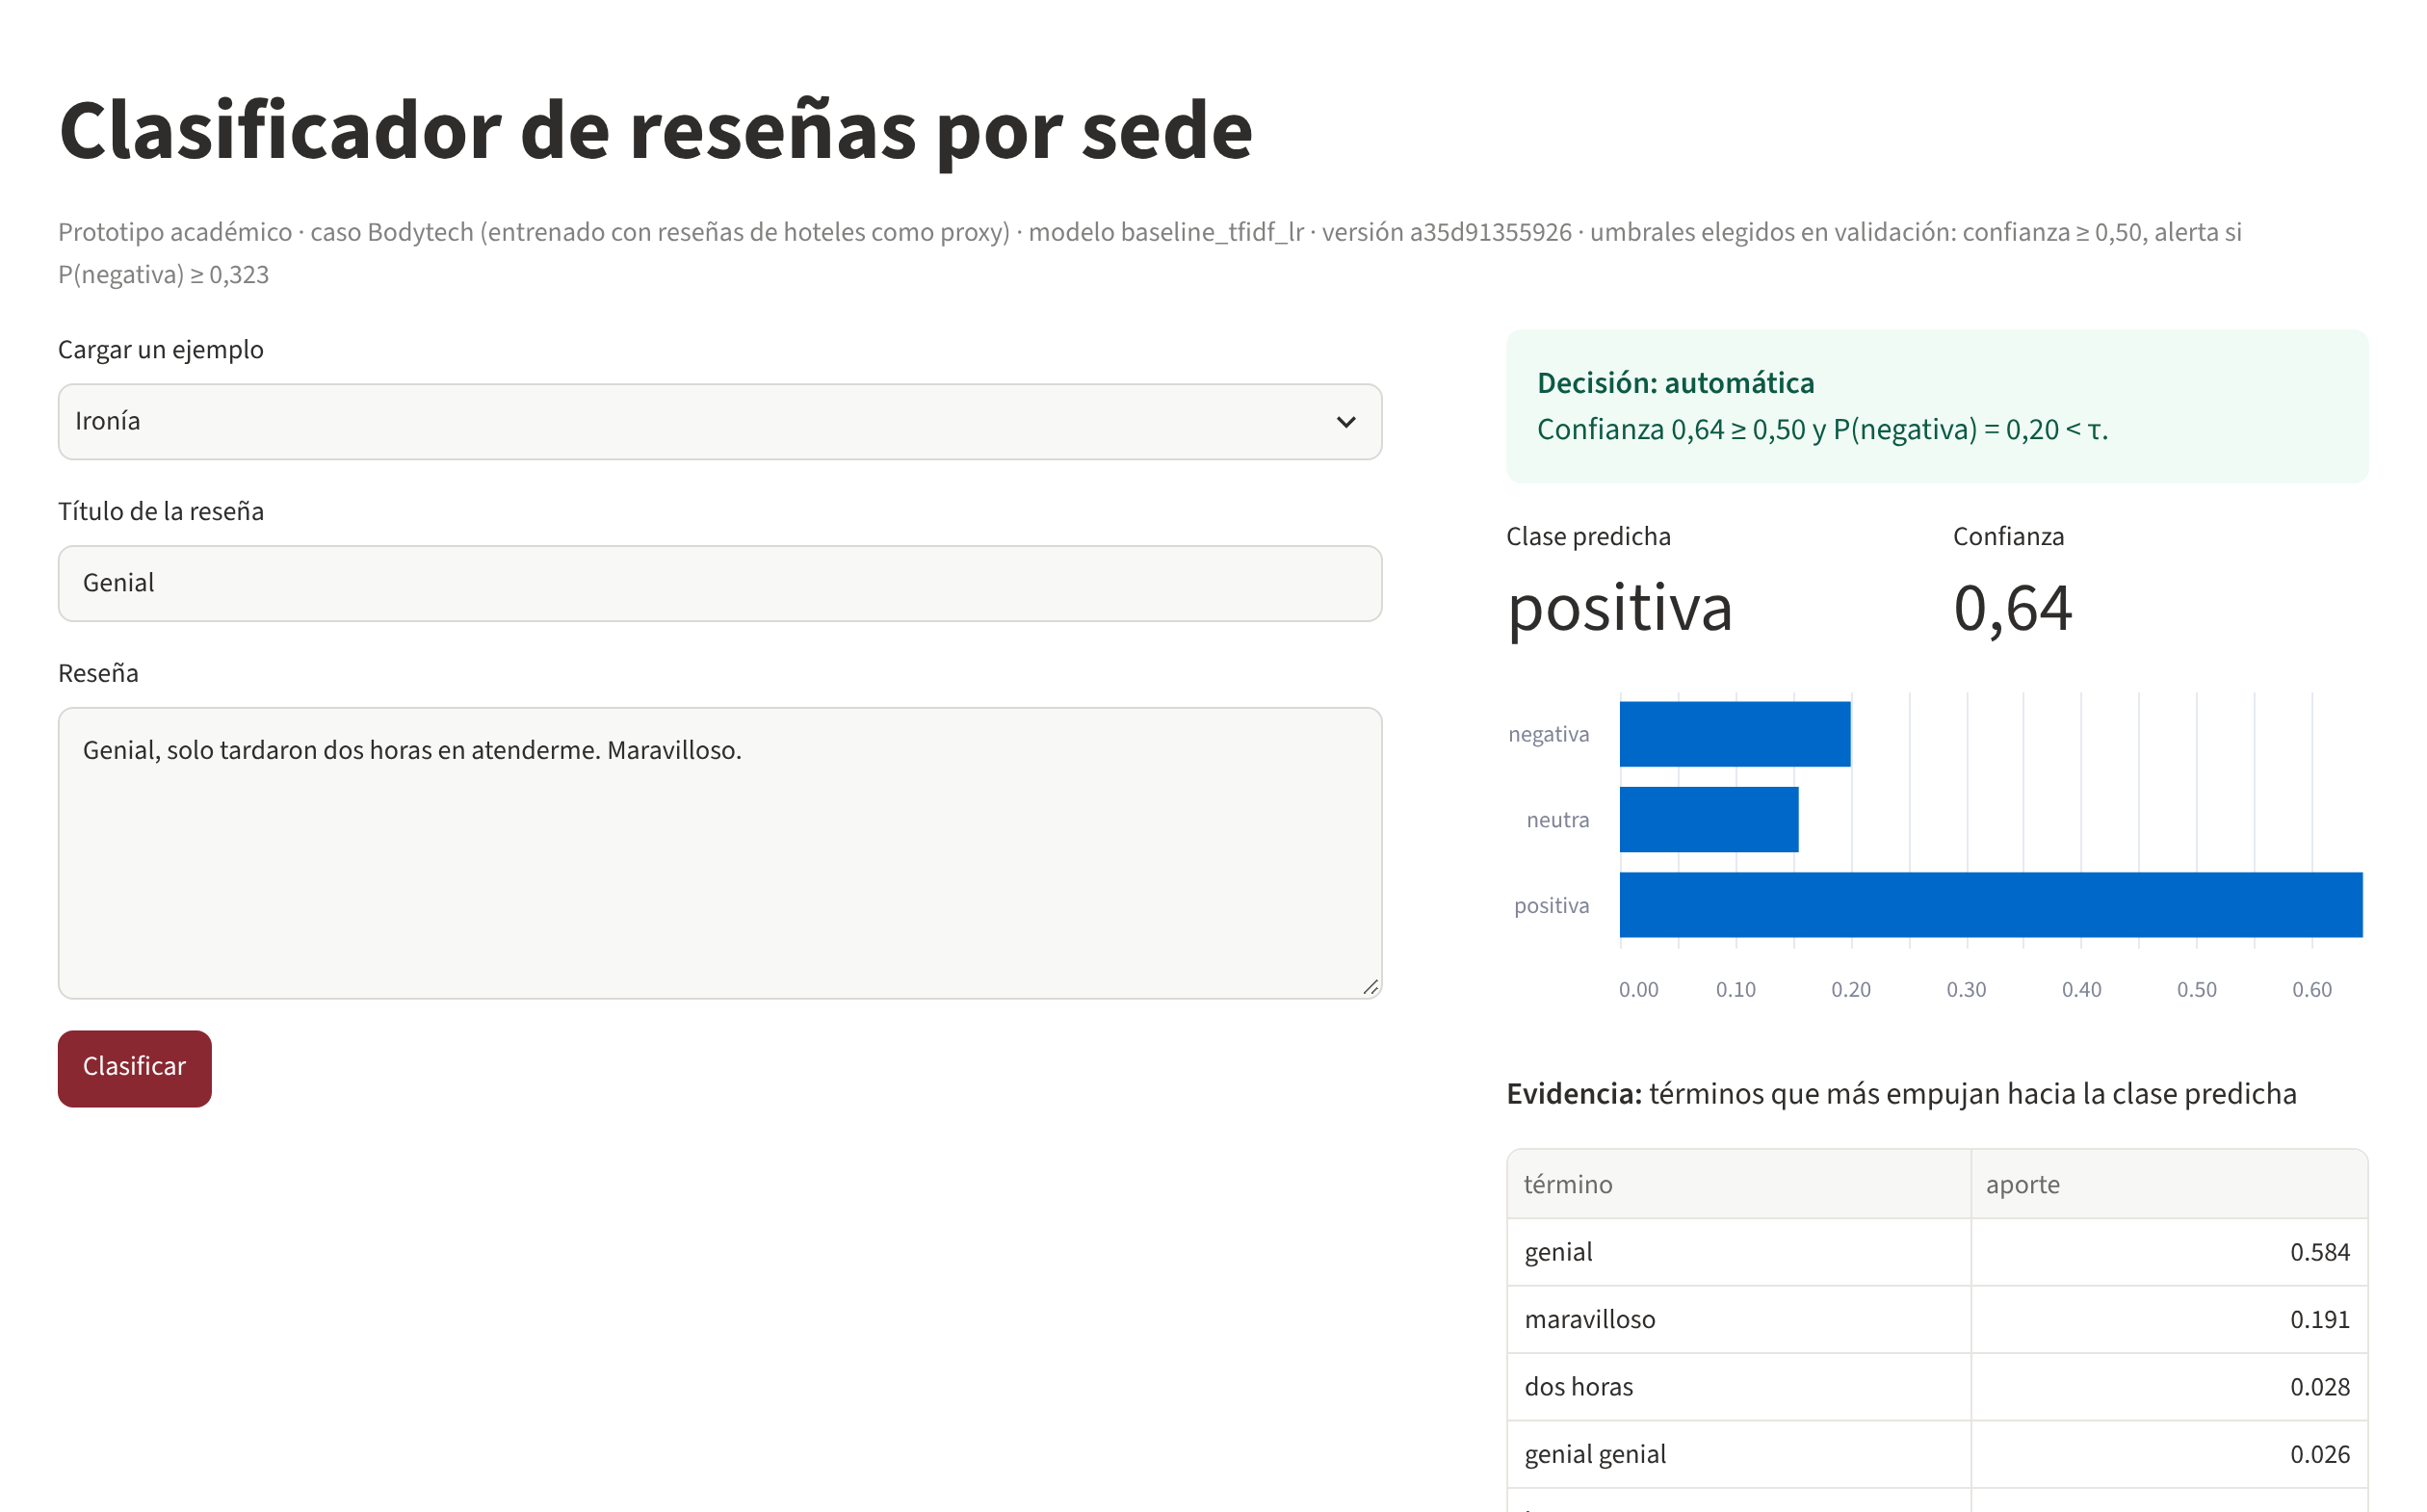 Clasificador de reseñas por sede
Prototipo académico · caso Bodytech (entrenado con reseñas de hoteles como proxy) · modelo baseline_tfidf_lr · versión a35d91355926 · umbrales elegidos en validación: confianza ≥ 0,50, alerta si
P(negativa) ≥ 0,323
Cargar un ejemplo
Ironía
Título de la reseña
Genial
Reseña
Genial, solo tardaron dos horas en atenderme. Maravilloso.
Clasificar
Decisión: automática
Confianza 0,64 ≥ 0,50 y P(negativa) = 0,20 < τ.
Clase predicha
positiva
Confianza
0,64
negativa
neutra
positiva
0.00 0.10 0.20 0.30 0.40 0.50 0.60
Evidencia: términos que más empujan hacia la clase predicha
término aporte
genial 0.584
maravilloso 0.191
dos horas 0.028
genial genial 0.026